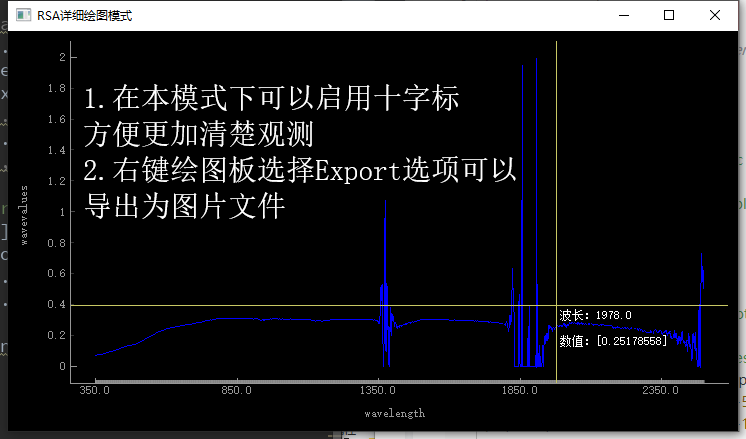 RSA详细绘图模式
2
1.8
1.6
1.4
1.2
1
0.8
0.6
0.4
0.2
0
wavevalues
1.在本模式下可以启用十字标
方便更加清楚观测
2.右键绘图板选择Export选项可以
导出为图片文件
波长: 1978.0
数值: [0.25178558]
350.0 850.0 1350.0 1850.0 2350.0
wavelength